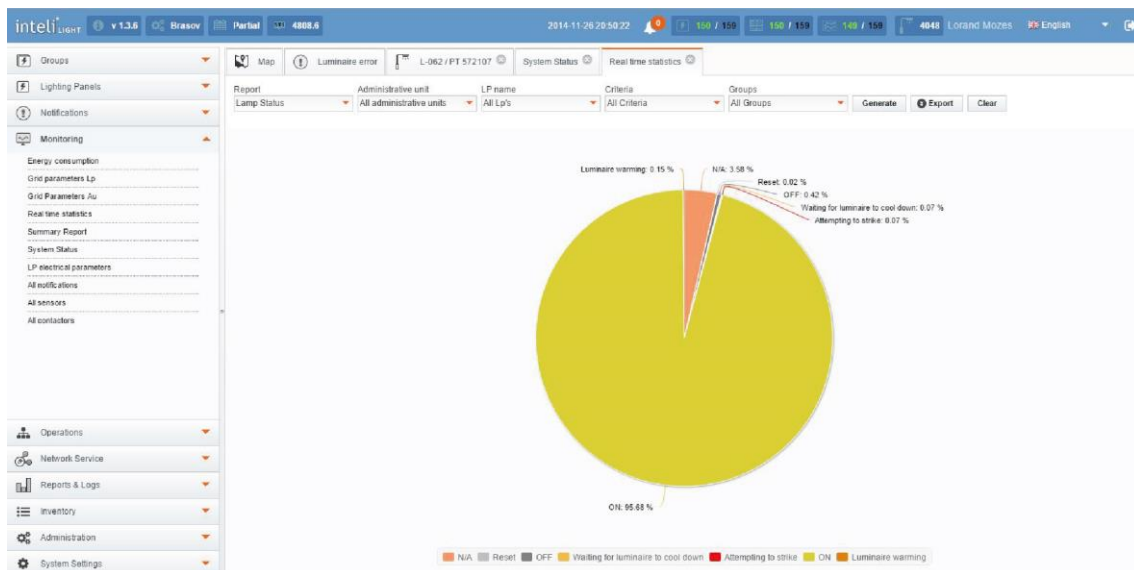 inteliLIGHT v 1.3.6 Brasov Partial 4808.6 2014-11-26 20:50:22 0 150 / 159 150 / 159 149 / 159 4048 Lorand Mozes English
Groups
Lighting Panels
Notifications
Monitoring
Energy consumption
Grid parameters Lp
Grid Parameters Au
Real time statistics
Summary Report
System Status
LP electrical parameters
All notifications
All sensors
All contactors
Operations
Network Service
Reports & Logs
Inventory
Administration
System Settings
Map Luminaire error L-062 / PT 572107 System Status Real time statistics
Report Administrative unit LP name Criteria Groups
Lamp Status All administrative units All Lp's All Criteria All Groups Generate Export Clear
Luminaire warming: 0.15 % N/A: 3.58 %
Reset: 0.02 %
OFF: 0.42 %
Waiting for luminaire to cool down: 0.07 %
Attempting to strike: 0.07 %
ON: 95.68 %
N/A Reset OFF Waiting for luminaire to cool down Attempting to strike ON Luminaire warming